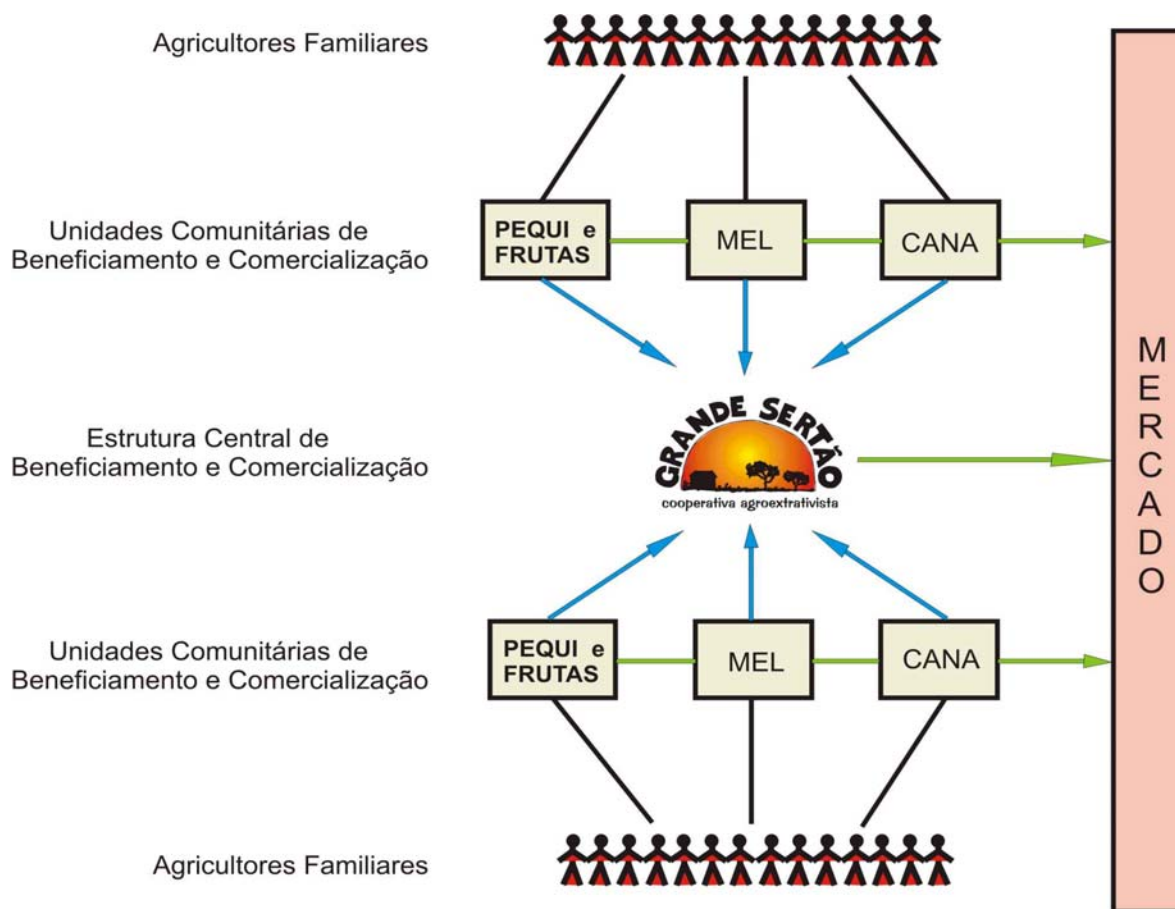 Agricultores Familiares
Unidades Comunitárias de
Beneficiamento e Comercialização
PEQUI e
FRUTAS
MEL
CANA
Estrutura Central de
Beneficiamento e Comercialização
GRANDE SERTÃO
cooperativa agroextrativista
MERCADO
Unidades Comunitárias de
Beneficiamento e Comercialização
PEQUI e
FRUTAS
MEL
CANA
Agricultores Familiares